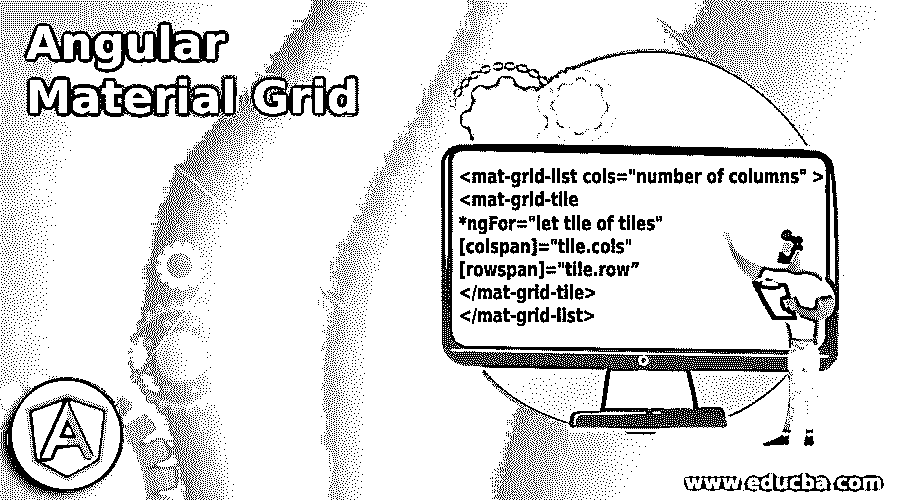 Angular
Material Grid
<mat-grid-list cols="number of columns" >
<mat-grid-tile
*ngFor="let tile of tiles"
[colspan]="tile.cols"
[rowspan]="tile.row”
</mat-grid-tile>
</mat-grid-list>
A
www.educba.com